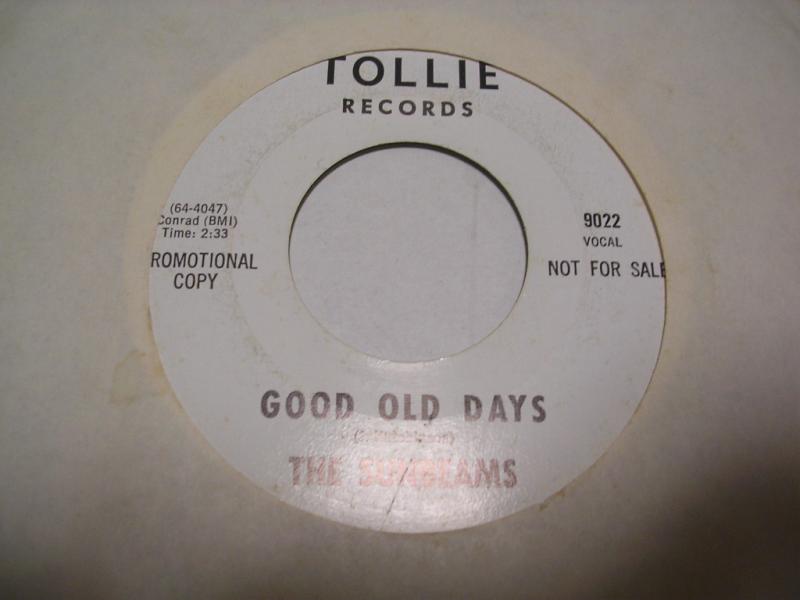 TOLLIE
RECORDS
(64-4047)
Conrad (BMI)
Time: 2:33
ROMOTIONAL
COPY
9022
VOCAL
NOT FOR SALE
GOOD OLD DAYS
THE SUNBEAMS